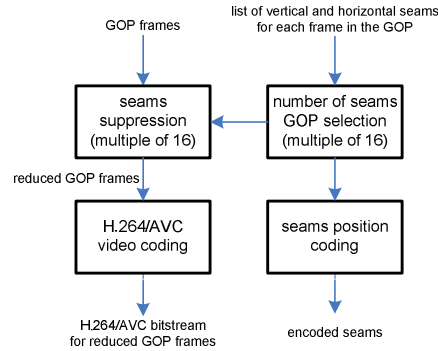 GOP frames
list of vertical and horizontal seams
for each frame in the GOP
seams
suppression
(multiple of 16)
number of seams
GOP selection
(multiple of 16)
reduced GOP frames
H.264/AVC
video coding
seams position
coding
H.264/AVC bitstream
for reduced GOP frames
encoded seams